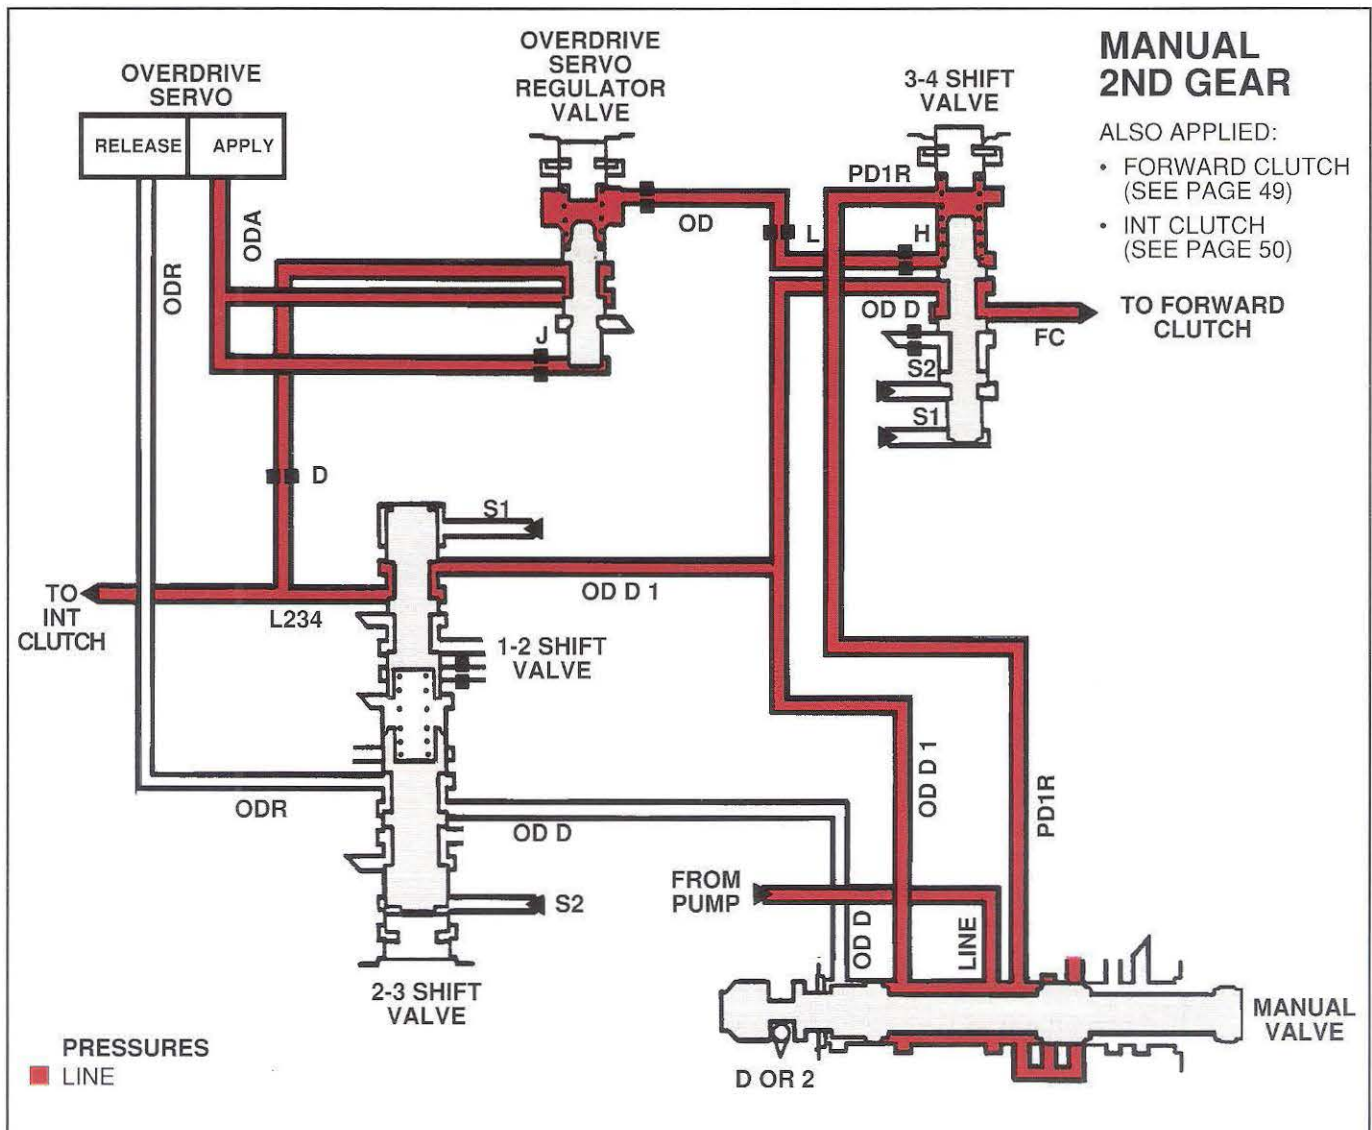 OVERDRIVE
SERVO
RELEASE
APPLY
OVERDRIVE
SERVO
REGULATOR
VALVE
3-4 SHIFT
VALVE
MANUAL
2ND GEAR
ALSO APPLIED:
• FORWARD CLUTCH
(SEE PAGE 49)
• INT CLUTCH
(SEE PAGE 50)
PD1R
OD
L
H
ODR
ODA
OD D
TO FORWARD
CLUTCH
FC
J
S2
S1
D
S1
TO
INT
CLUTCH
L234
OD D 1
1-2 SHIFT
VALVE
ODR
OD D
OD D 1
PD1R
FROM
PUMP
S2
OD D
LINE
2-3 SHIFT
VALVE
MANUAL
VALVE
D OR 2
PRESSURES
LINE